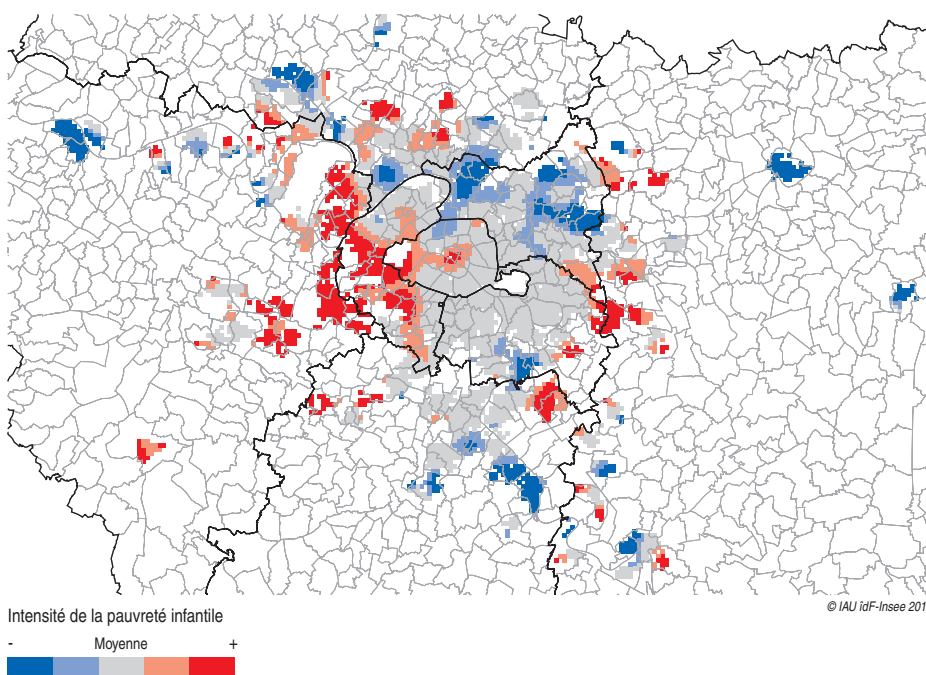 © IAU îdF-Insee 201
Intensité de la pauvreté infantile
- Moyenne +